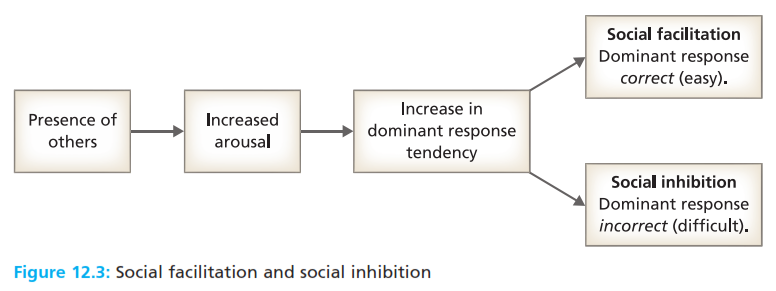 Presence of
others
Increased
arousal
Increase in
dominant response
tendency
Social facilitation
Dominant response
correct (easy).
Social inhibition
Dominant response
incorrect (difficult).
Figure 12.3: Social facilitation and social inhibition